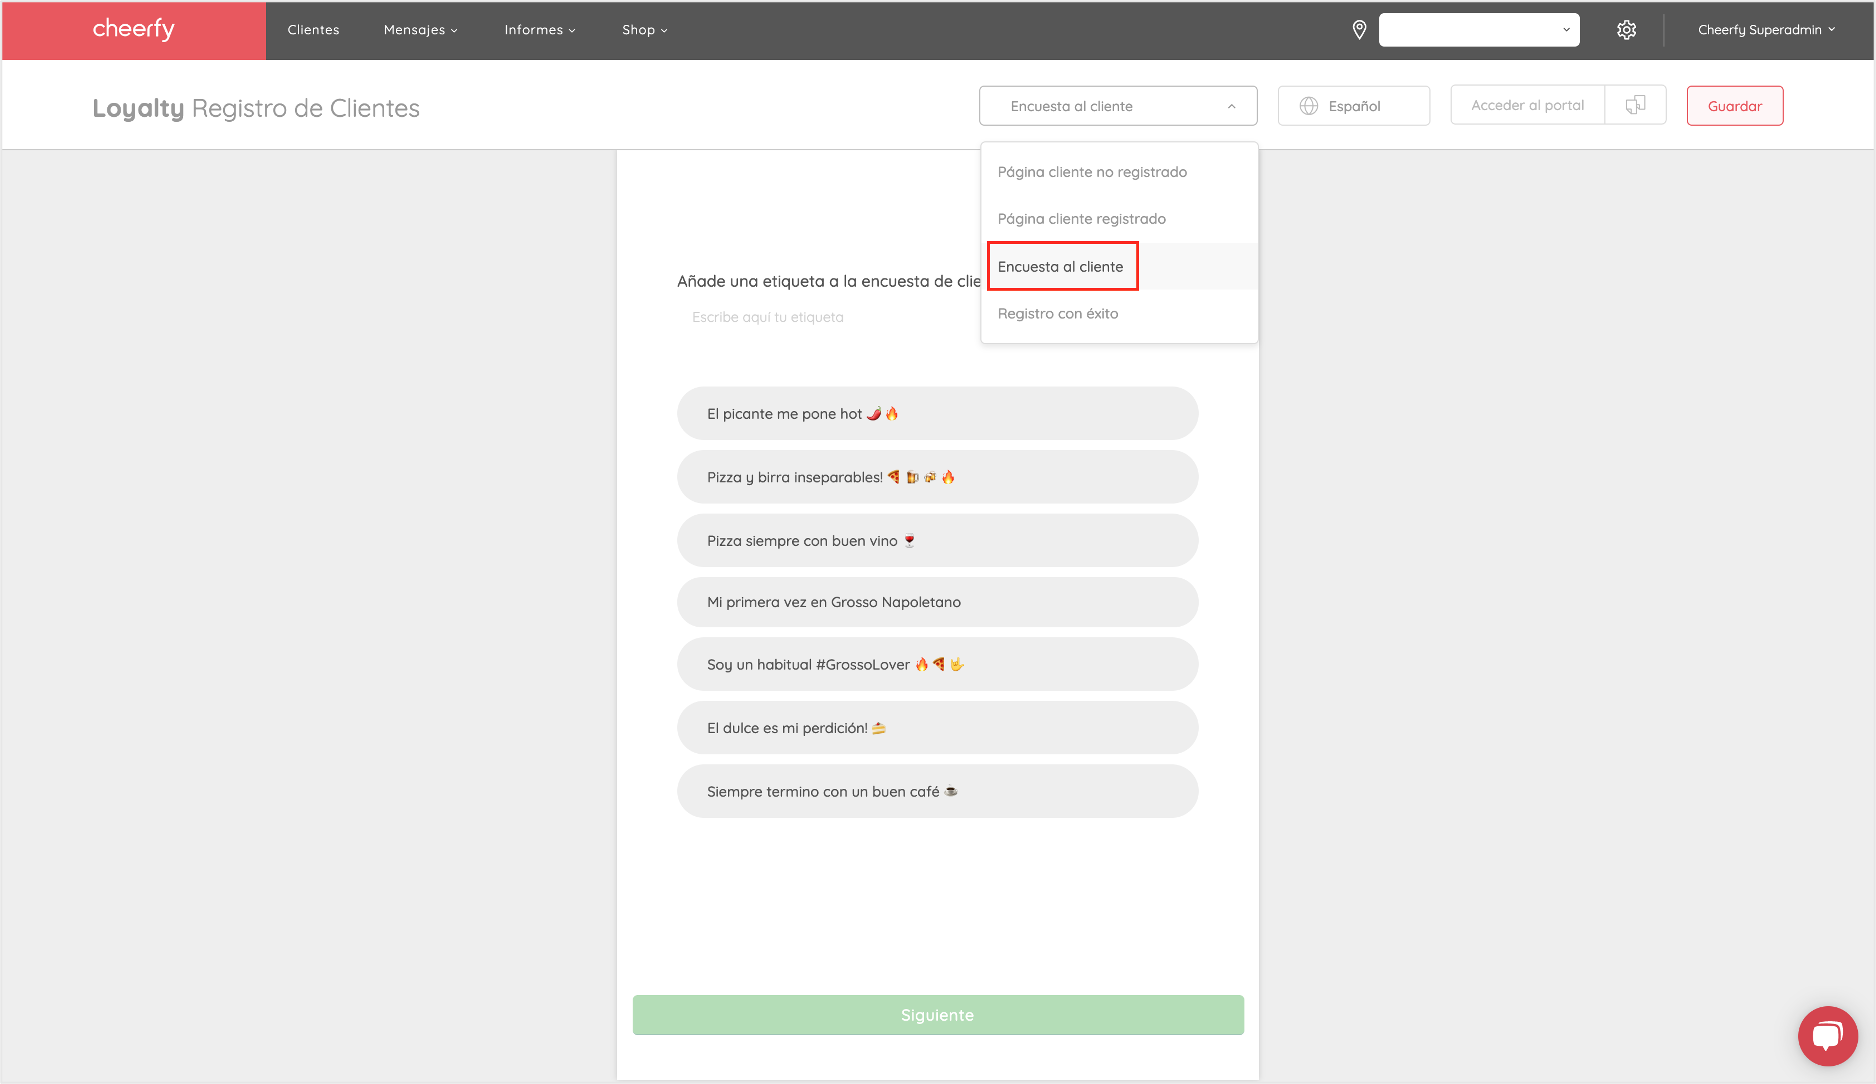 cheerfy
Clientes
Mensajes
Informes
Shop
Cheerfy Superadmin
Loyalty Registro de Clientes
Encuesta al cliente
Español
Acceder al portal
Guardar
Página cliente no registrado
Página cliente registrado
Encuesta al cliente
Registro con éxito
Añade una etiqueta a la encuesta de clie
Escribe aquí tu etiqueta
El picante me pone hot 🌶️🔥
Pizza y birra inseparables! 🍕🍺🍻🔥
Pizza siempre con buen vino 🍷
Mi primera vez en Grosso Napoletano
Soy un habitual #GrossoLover 🔥🍕🤟
El dulce es mi perdición! 🍰
Siempre termino con un buen café ☕
Siguiente